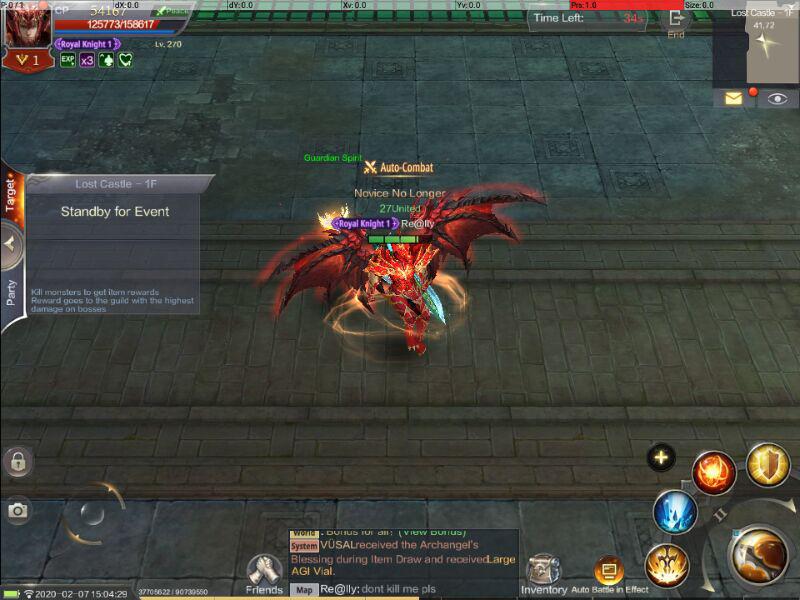 P: 0 / 1 dX: 0.0 dY: 0.0 Xv: 0.0 Yv: 0.0 Prs: 1.0 Size: 0.0
CP 54167 Peace
125773/158617
Royal Knight 1
Lv. 270
1
EXP x3
Time Left: 34s
End
Lost Castle - 1F
41,72
Target
Party
Lost Castle - 1F
Standby for Event
Kill monsters to get item rewards
Reward goes to the guild with the highest
damage on bosses
Guardian Spirit
Auto-Combat
Novice No Longer
27United
Royal Knight 1 Re@lly
World : Bonus for all! (View Bonus)
System VÜSALreceived the Archangel's
Blessing during Item Draw and receivedLarge
AGI Vial.
Map Re@lly: dont kill me pls
Friends
Inventory
Auto Battle in Effect
2020-02-07 15:04:29
37705622 / 90739550